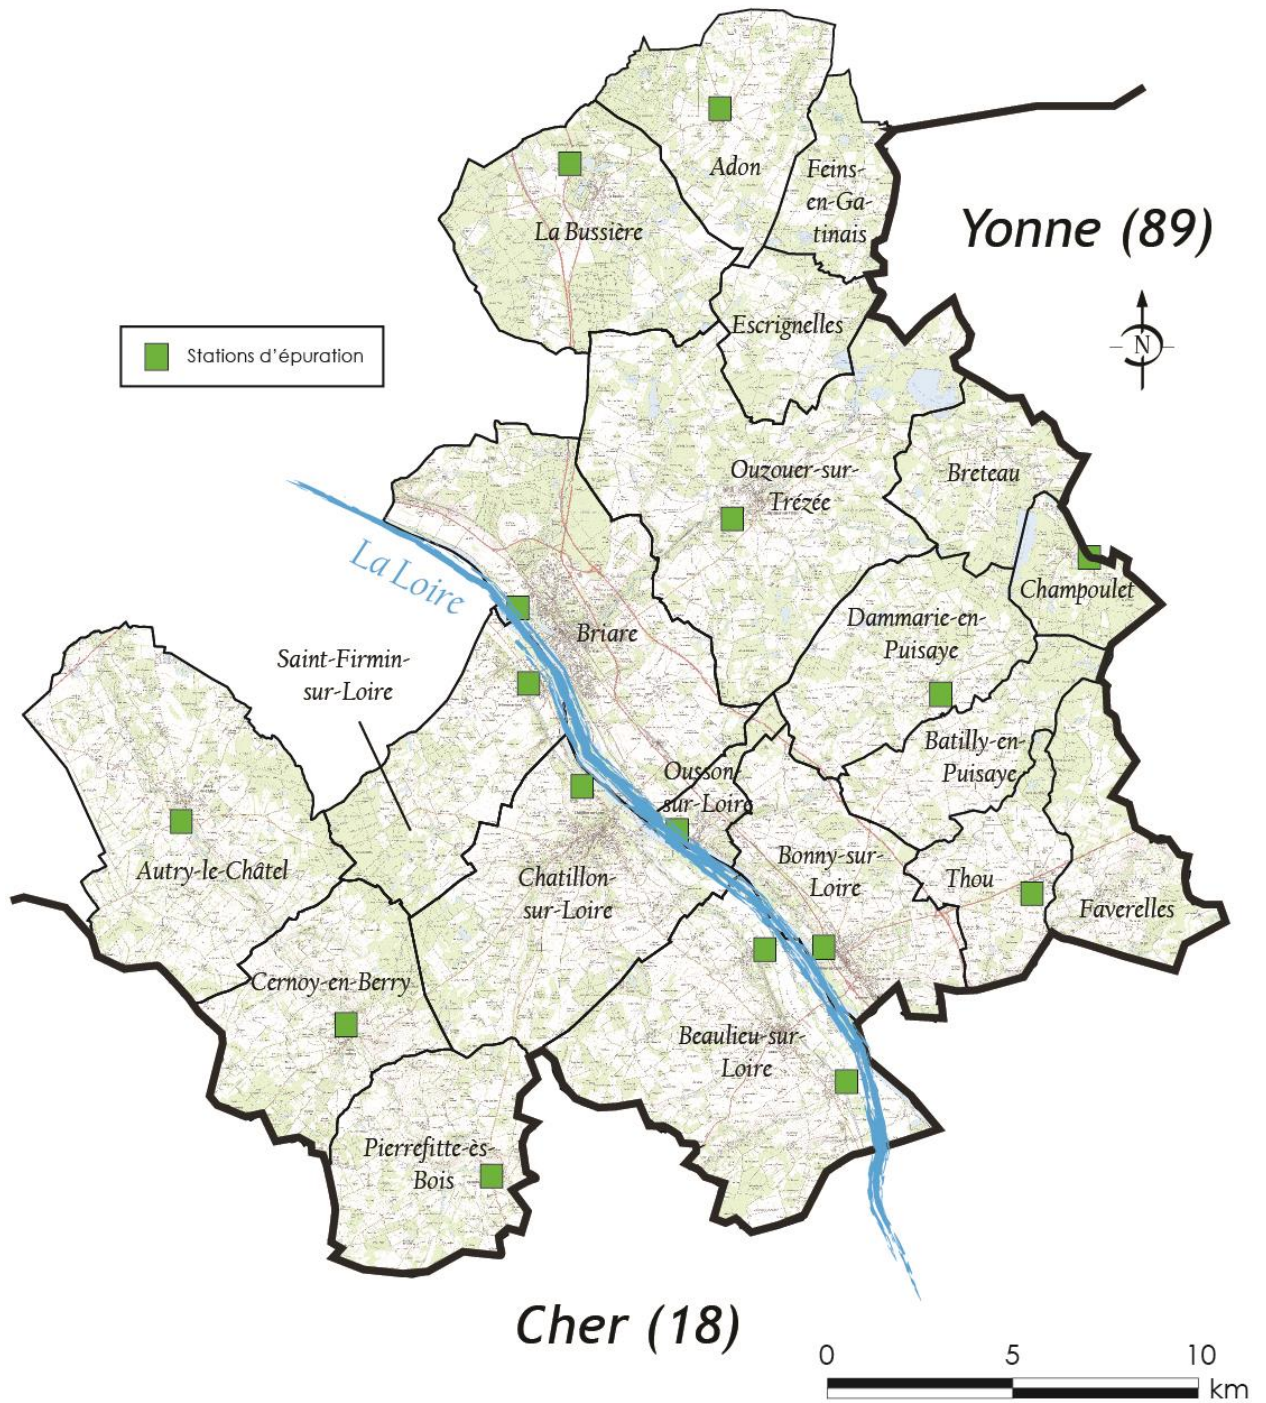 Adon
Feins-
en-Ga-
tinais
Yonne (89)
La Bussière
Escrignelles
N
Stations d'épuration
Ouzouer-sur-
Trézée
Breteau
La Loire
Champoulet
Briare
Dammarie-en-
Puisaye
Saint-Firmin-
sur-Loire
Batilly-en-
Puisaye
Ousson-
sur-Loire
Autry-le-Châtel
Chatillon-
sur-Loire
Bonny-sur-
Loire
Thou
Faverelles
Cernoy-en-Berry
Beaulieu-sur-
Loire
Pierrefitte-ès-
Bois
Cher (18)
0 5 10
km